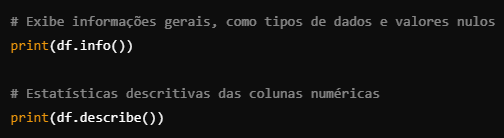 # Exibe informações gerais, como tipos de dados e valores nulos
print(df.info())
# Estatísticas descritivas das colunas numéricas
print(df.describe())